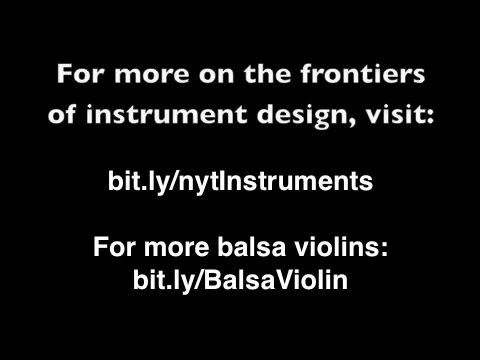 For more on the frontiers
of instrument design, visit:
bit.ly/nytInstruments
For more balsa violins:
bit.ly/BalsaViolin